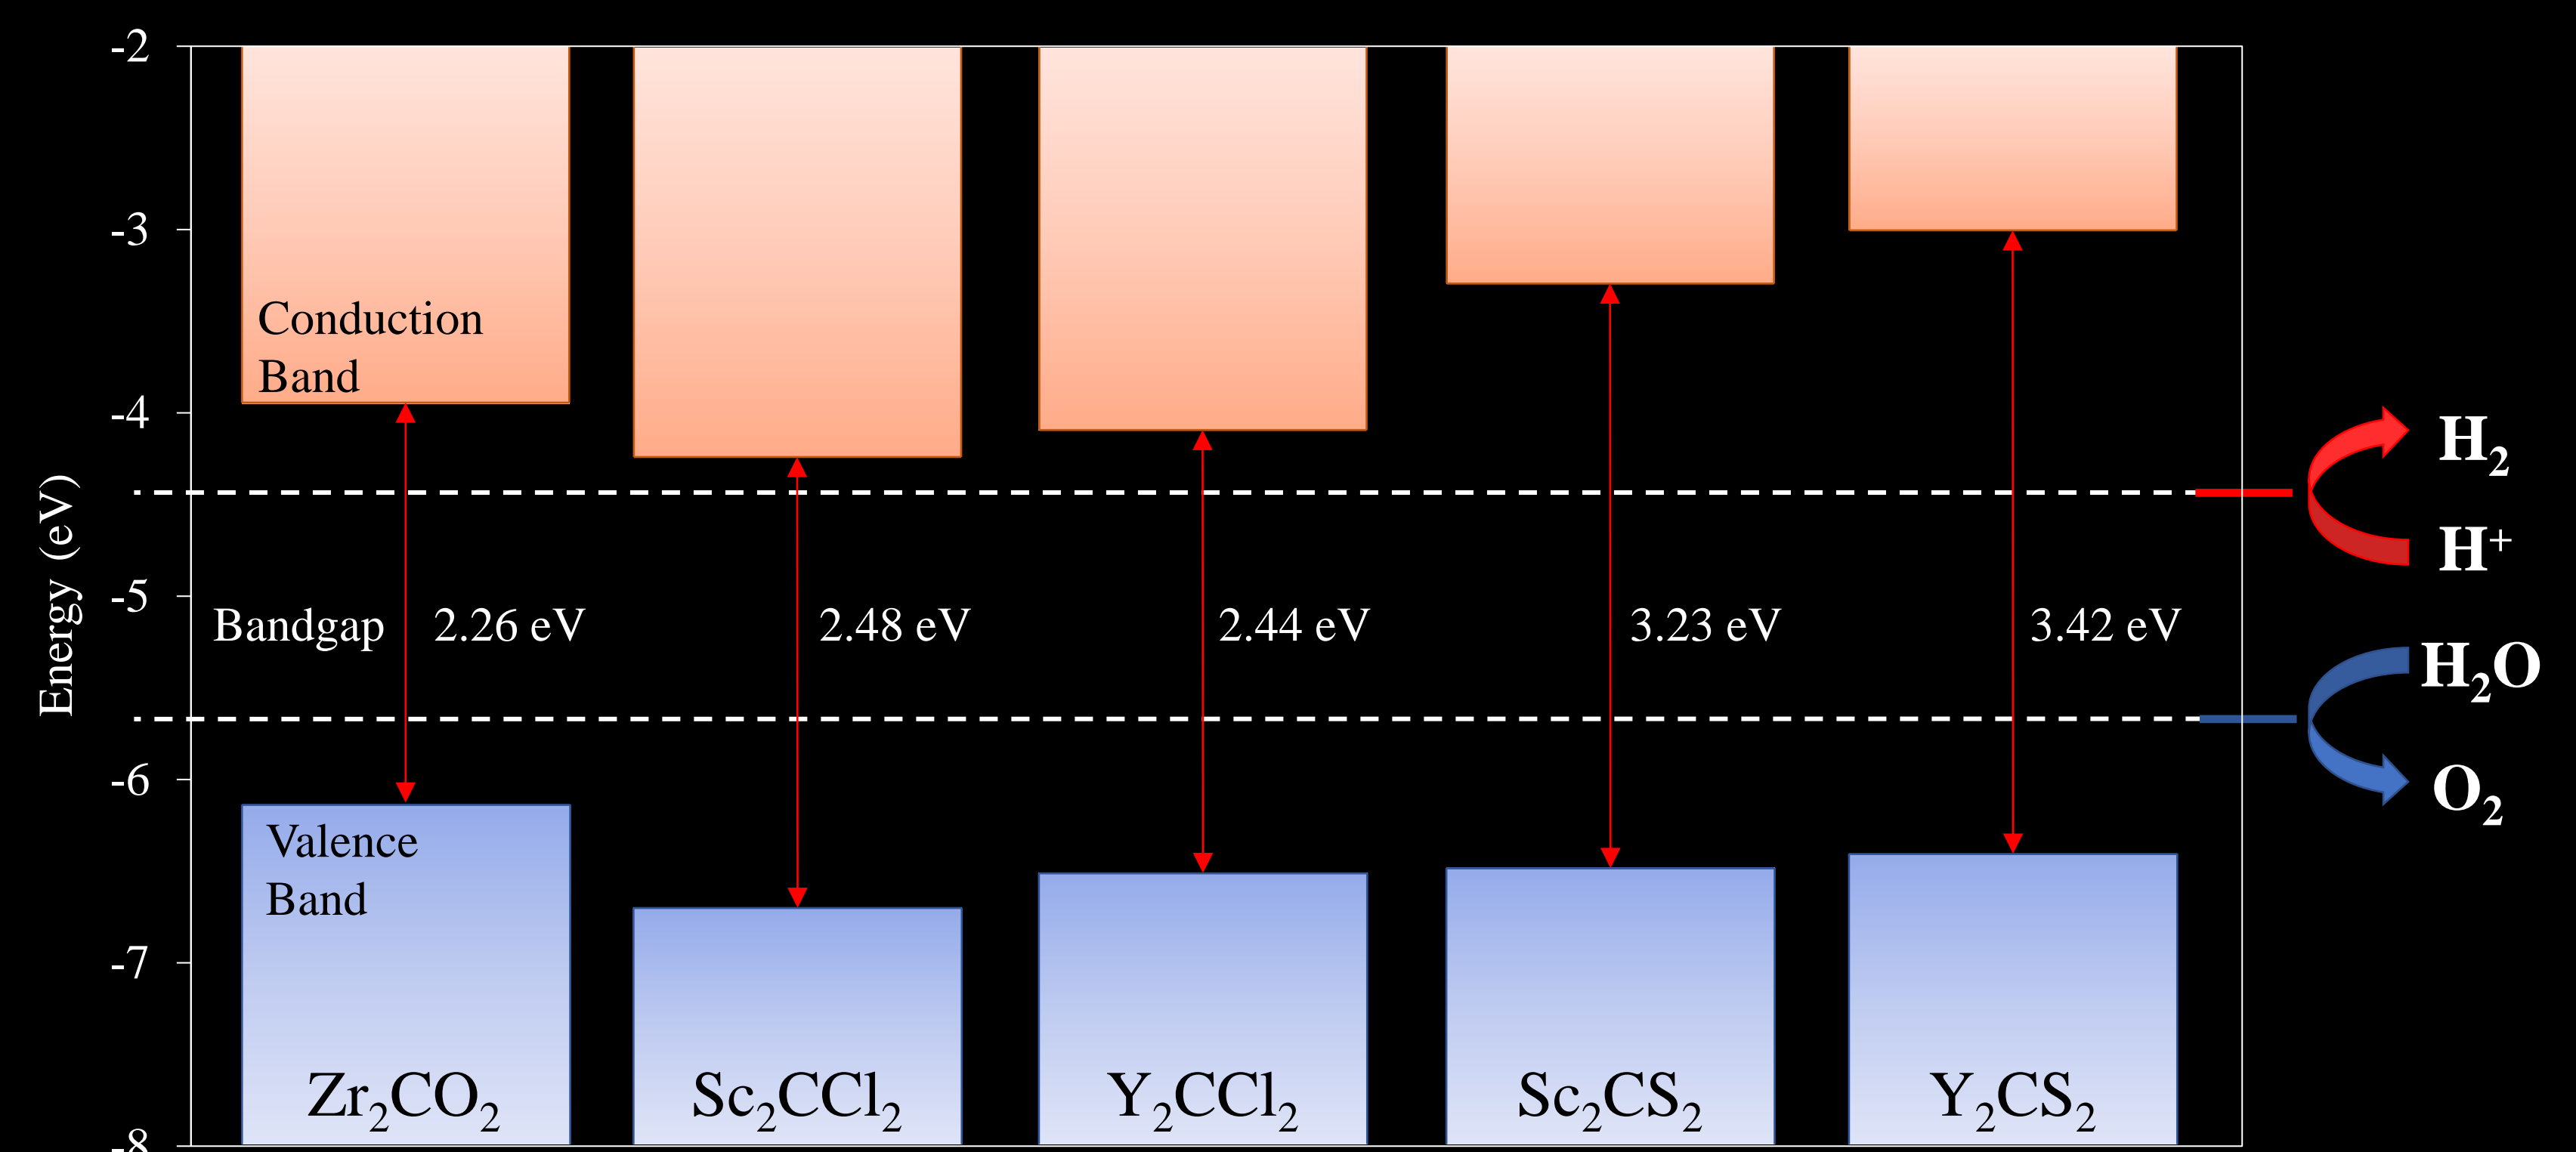 -2
-3
-4
-5
-6
-7
-8
Energy (eV)
Conduction
Band
Bandgap
2.26 eV
2.48 eV
2.44 eV
3.23 eV
3.42 eV
Valence
Band
Zr₂CO₂
Sc₂CCl₂
Y₂CCl₂
Sc₂CS₂
Y₂CS₂
H₂
H⁺
H₂O
O₂